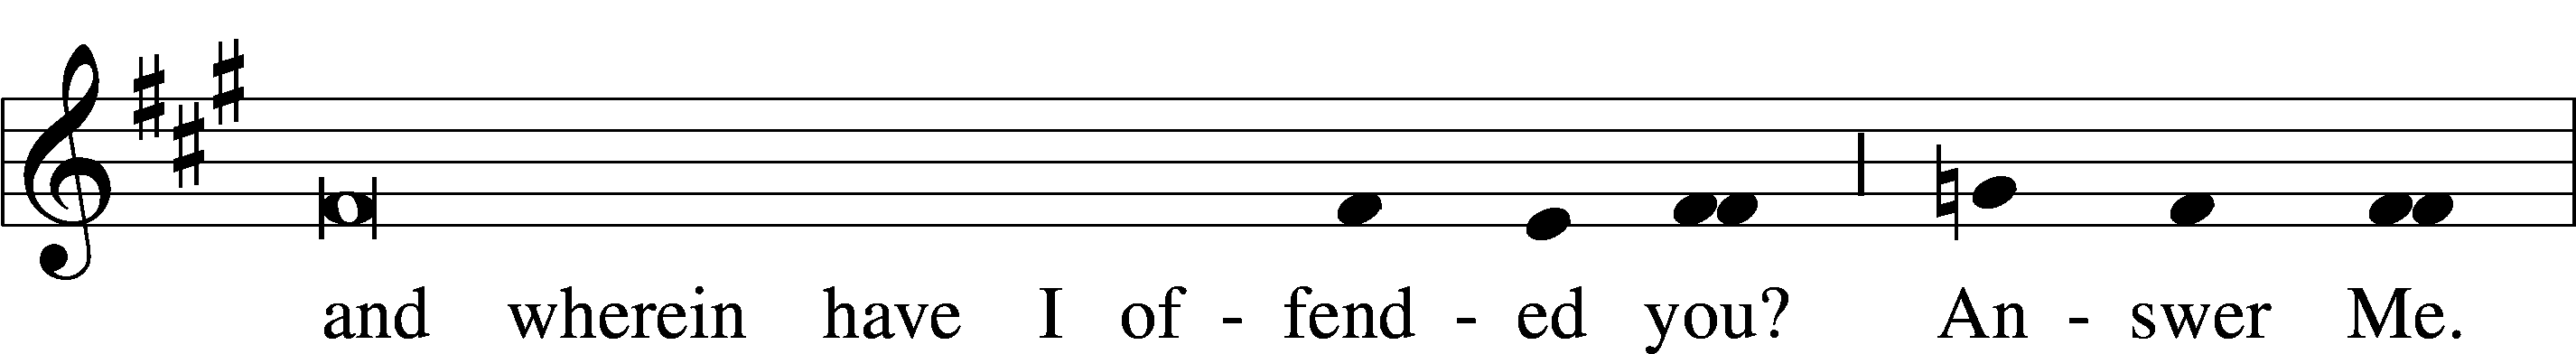 and wherein have I of - fend - ed you? An - swer Me.